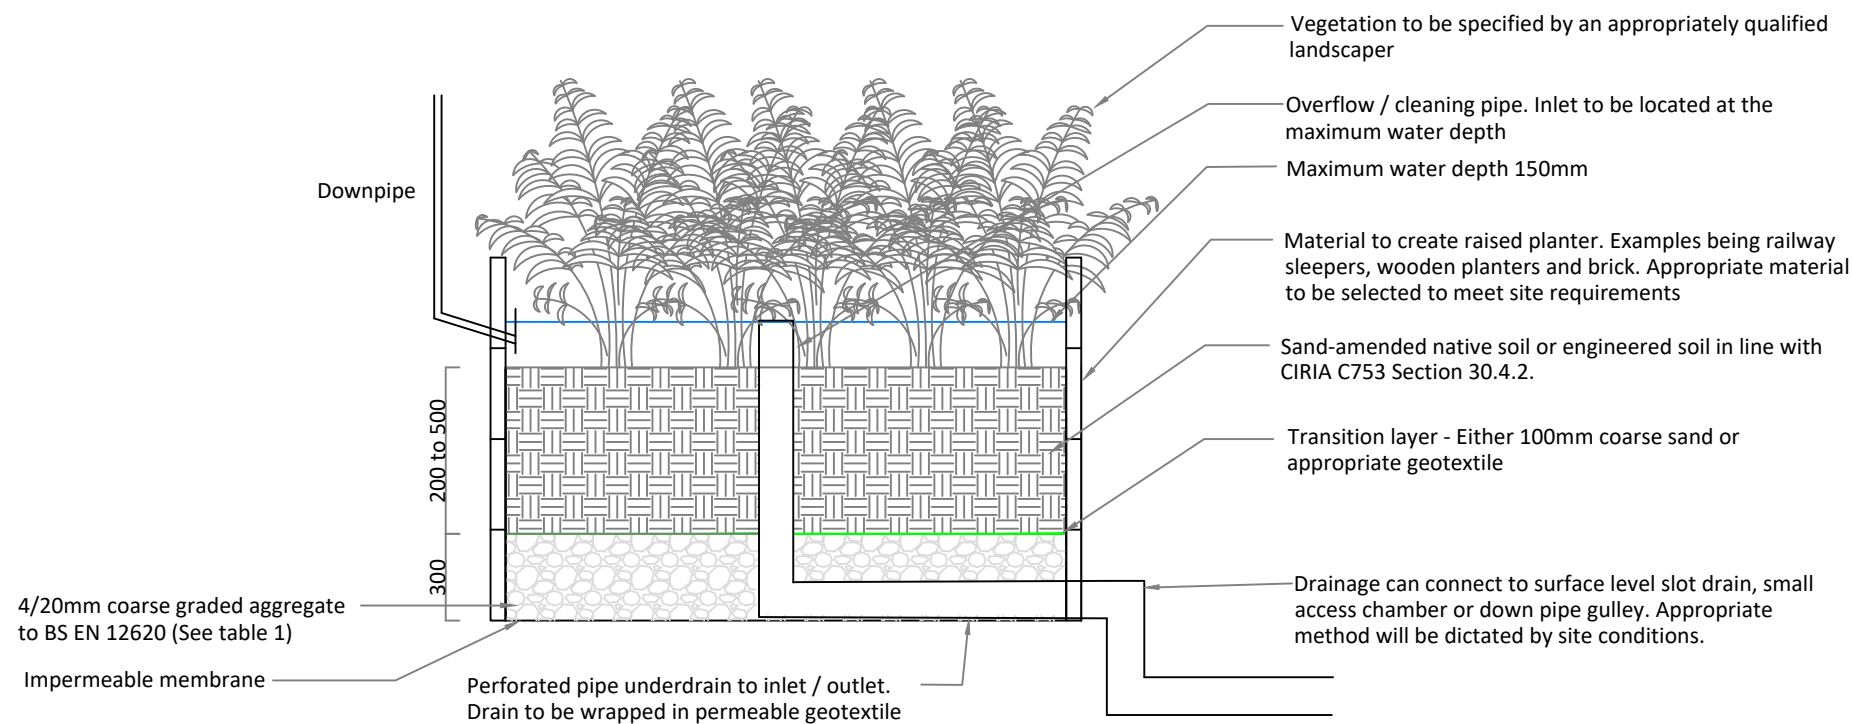 Vegetation to be specified by an appropriately qualified
landscaper
Overflow / cleaning pipe. Inlet to be located at the
maximum water depth
Maximum water depth 150mm
Downpipe
Material to create raised planter. Examples being railway
sleepers, wooden planters and brick. Appropriate material
to be selected to meet site requirements
Sand-amended native soil or engineered soil in line with
CIRIA C753 Section 30.4.2.
200 to 500
Transition layer - Either 100mm coarse sand or
appropriate geotextile
300
4/20mm coarse graded aggregate
to BS EN 12620 (See table 1)
Drainage can connect to surface level slot drain, small
access chamber or down pipe gulley. Appropriate
method will be dictated by site conditions.
Impermeable membrane
Perforated pipe underdrain to inlet / outlet.
Drain to be wrapped in permeable geotextile